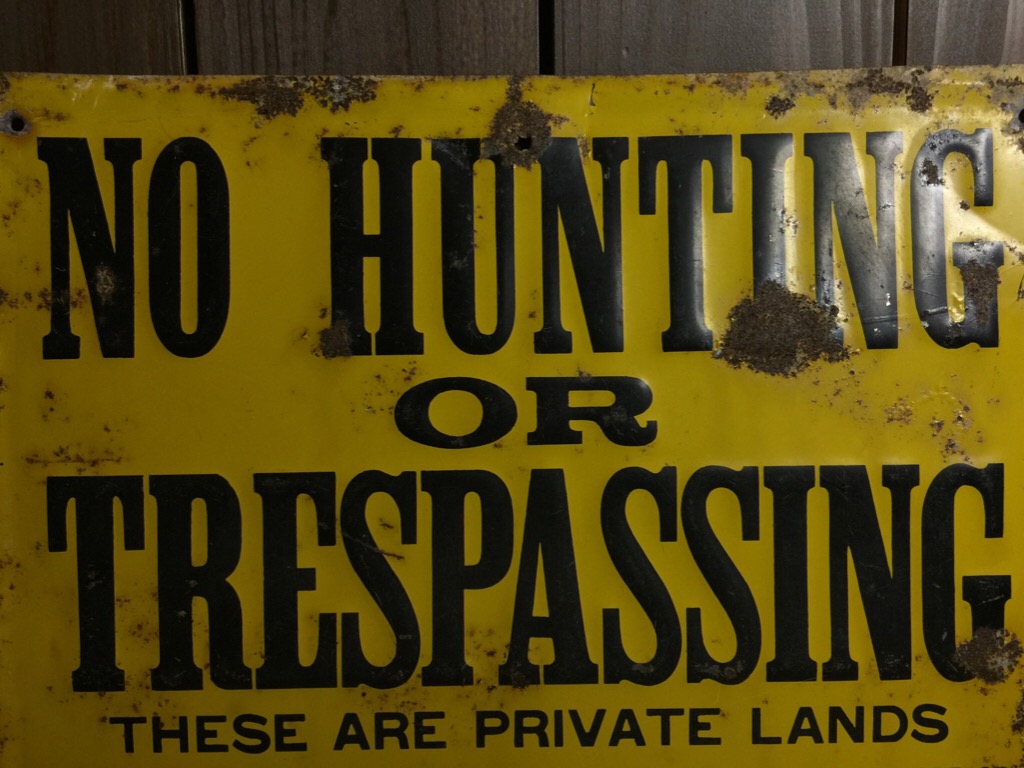 NO HUNTING
OR
TRESPASSING
THESE ARE PRIVATE LANDS